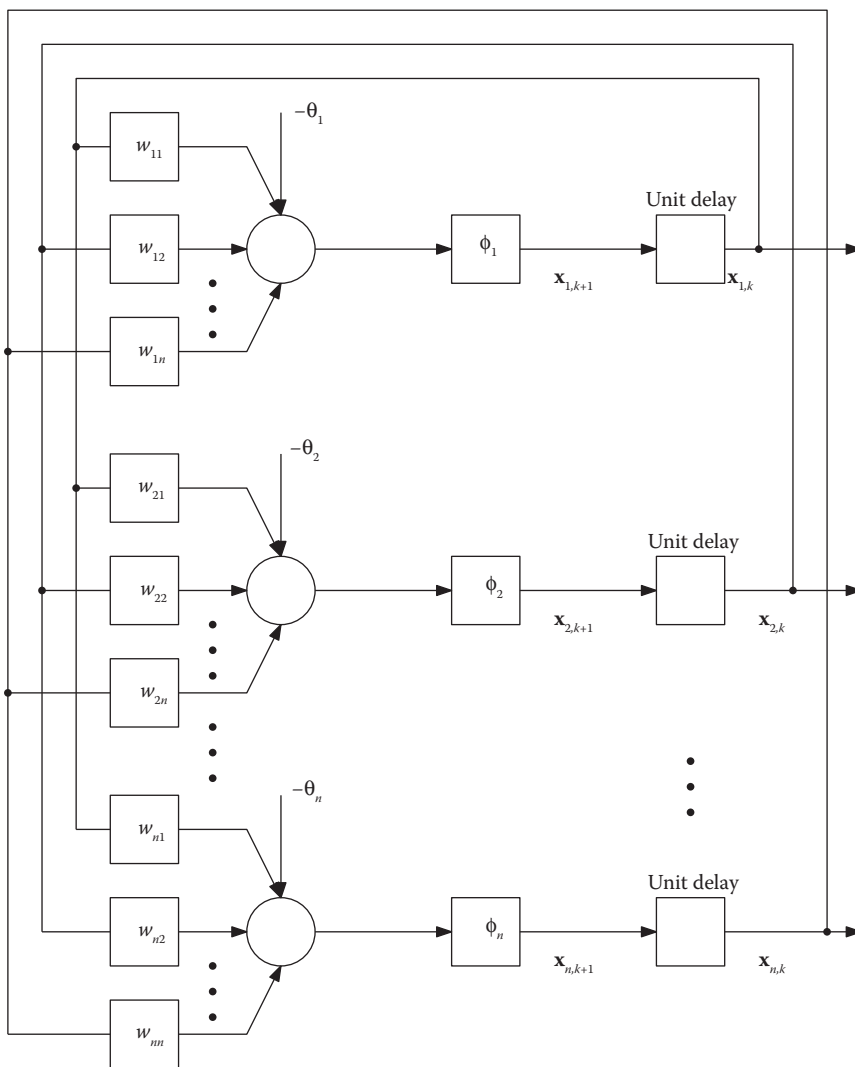 –θ₁
w₁₁
Unit delay
w₁₂
ϕ₁
x₁,ₖ₊₁
x₁,ₖ
w₁ₙ
–θ₂
w₂₁
Unit delay
w₂₂
ϕ₂
x₂,ₖ₊₁
x₂,ₖ
w₂ₙ
–θₙ
wₙ₁
Unit delay
wₙ₂
ϕₙ
xₙ,ₖ₊₁
xₙ,ₖ
wₙₙ